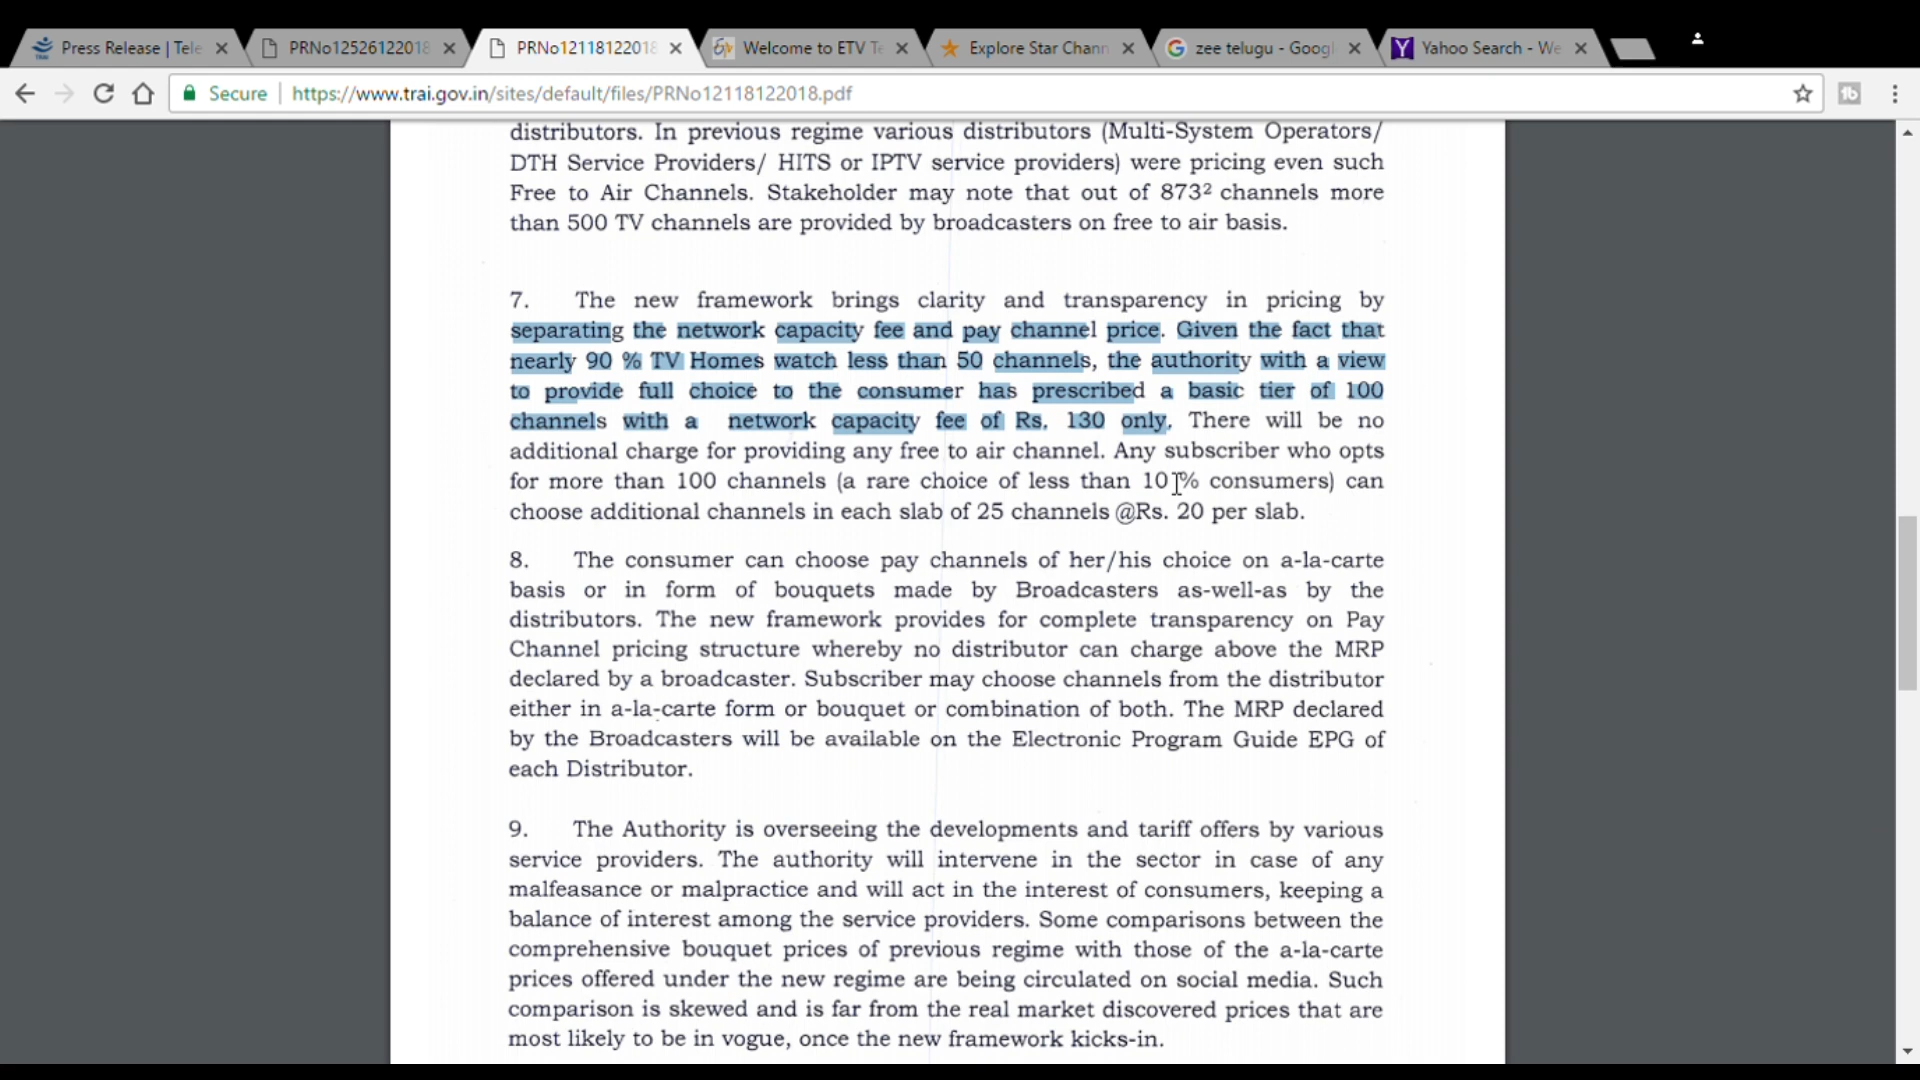 Press Release | Tele
PRNo12526122018
PRNo12118122018
Welcome to ETV Te
Explore Star Chann
zee telugu - Googl
Yahoo Search - We
Secure | https://www.trai.gov.in/sites/default/files/PRNo12118122018.pdf
distributors. In previous regime various distributors (Multi-System Operators/
DTH Service Providers/ HITS or IPTV service providers) were pricing even such
Free to Air Channels. Stakeholder may note that out of 873² channels more
than 500 TV channels are provided by broadcasters on free to air basis.
7. The new framework brings clarity and transparency in pricing by
separating the network capacity fee and pay channel price. Given the fact that
nearly 90 % TV Homes watch less than 50 channels, the authority with a view
to provide full choice to the consumer has prescribed a basic tier of 100
channels with a network capacity fee of Rs. 130 only. There will be no
additional charge for providing any free to air channel. Any subscriber who opts
for more than 100 channels (a rare choice of less than 10 % consumers) can
choose additional channels in each slab of 25 channels @Rs. 20 per slab.
8. The consumer can choose pay channels of her/his choice on a-la-carte
basis or in form of bouquets made by Broadcasters as-well-as by the
distributors. The new framework provides for complete transparency on Pay
Channel pricing structure whereby no distributor can charge above the MRP
declared by a broadcaster. Subscriber may choose channels from the distributor
either in a-la-carte form or bouquet or combination of both. The MRP declared
by the Broadcasters will be available on the Electronic Program Guide EPG of
each Distributor.
9. The Authority is overseeing the developments and tariff offers by various
service providers. The authority will intervene in the sector in case of any
malfeasance or malpractice and will act in the interest of consumers, keeping a
balance of interest among the service providers. Some comparisons between the
comprehensive bouquet prices of previous regime with those of the a-la-carte
prices offered under the new regime are being circulated on social media. Such
comparison is skewed and is far from the real market discovered prices that are
most likely to be in vogue, once the new framework kicks-in.